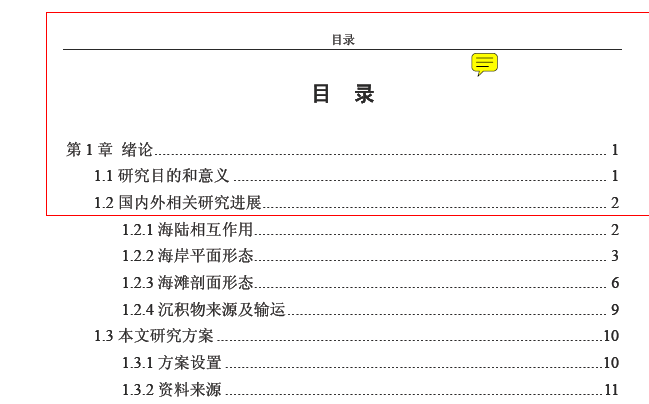 目录
目 录
第 1 章 绪论 1
1.1 研究目的和意义 1
1.2 国内外相关研究进展 2
1.2.1 海陆相互作用 2
1.2.2 海岸平面形态 3
1.2.3 海滩剖面形态 6
1.2.4 沉积物来源及输运 9
1.3 本文研究方案 10
1.3.1 方案设置 10
1.3.2 资料来源 11